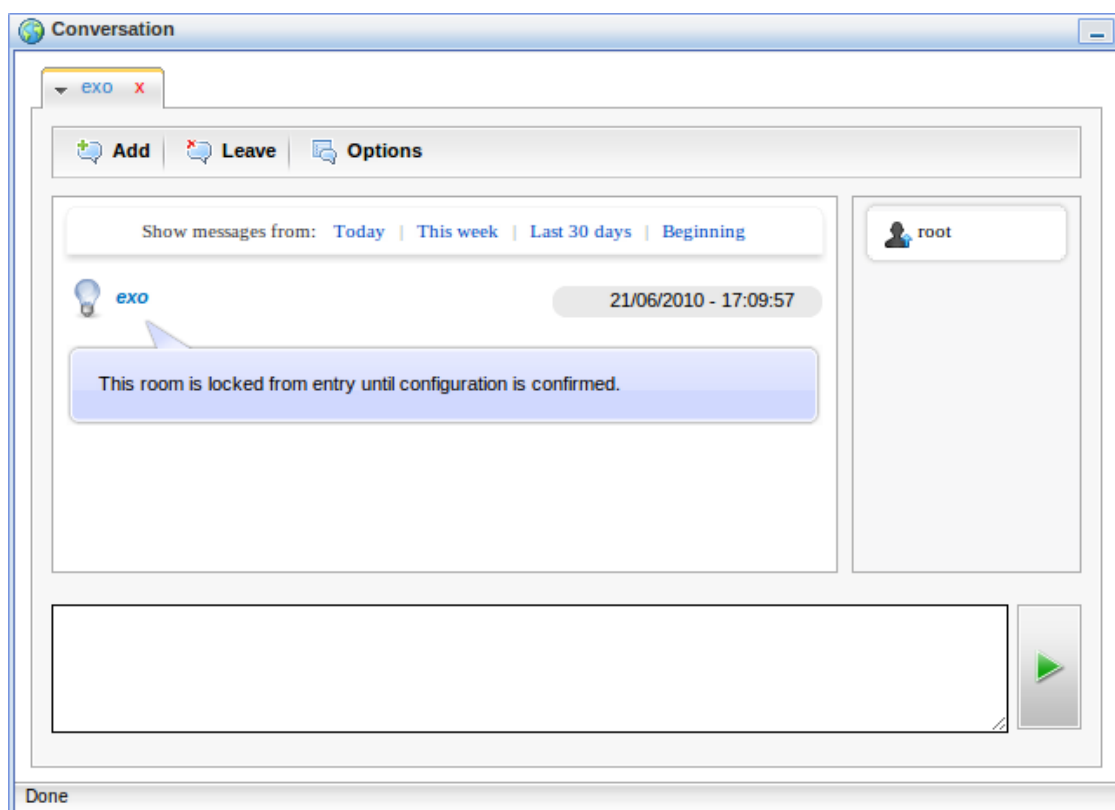 Conversation
exo x
Add Leave Options
Show messages from: Today | This week | Last 30 days | Beginning
root
exo
21/06/2010 - 17:09:57
This room is locked from entry until configuration is confirmed.
Done